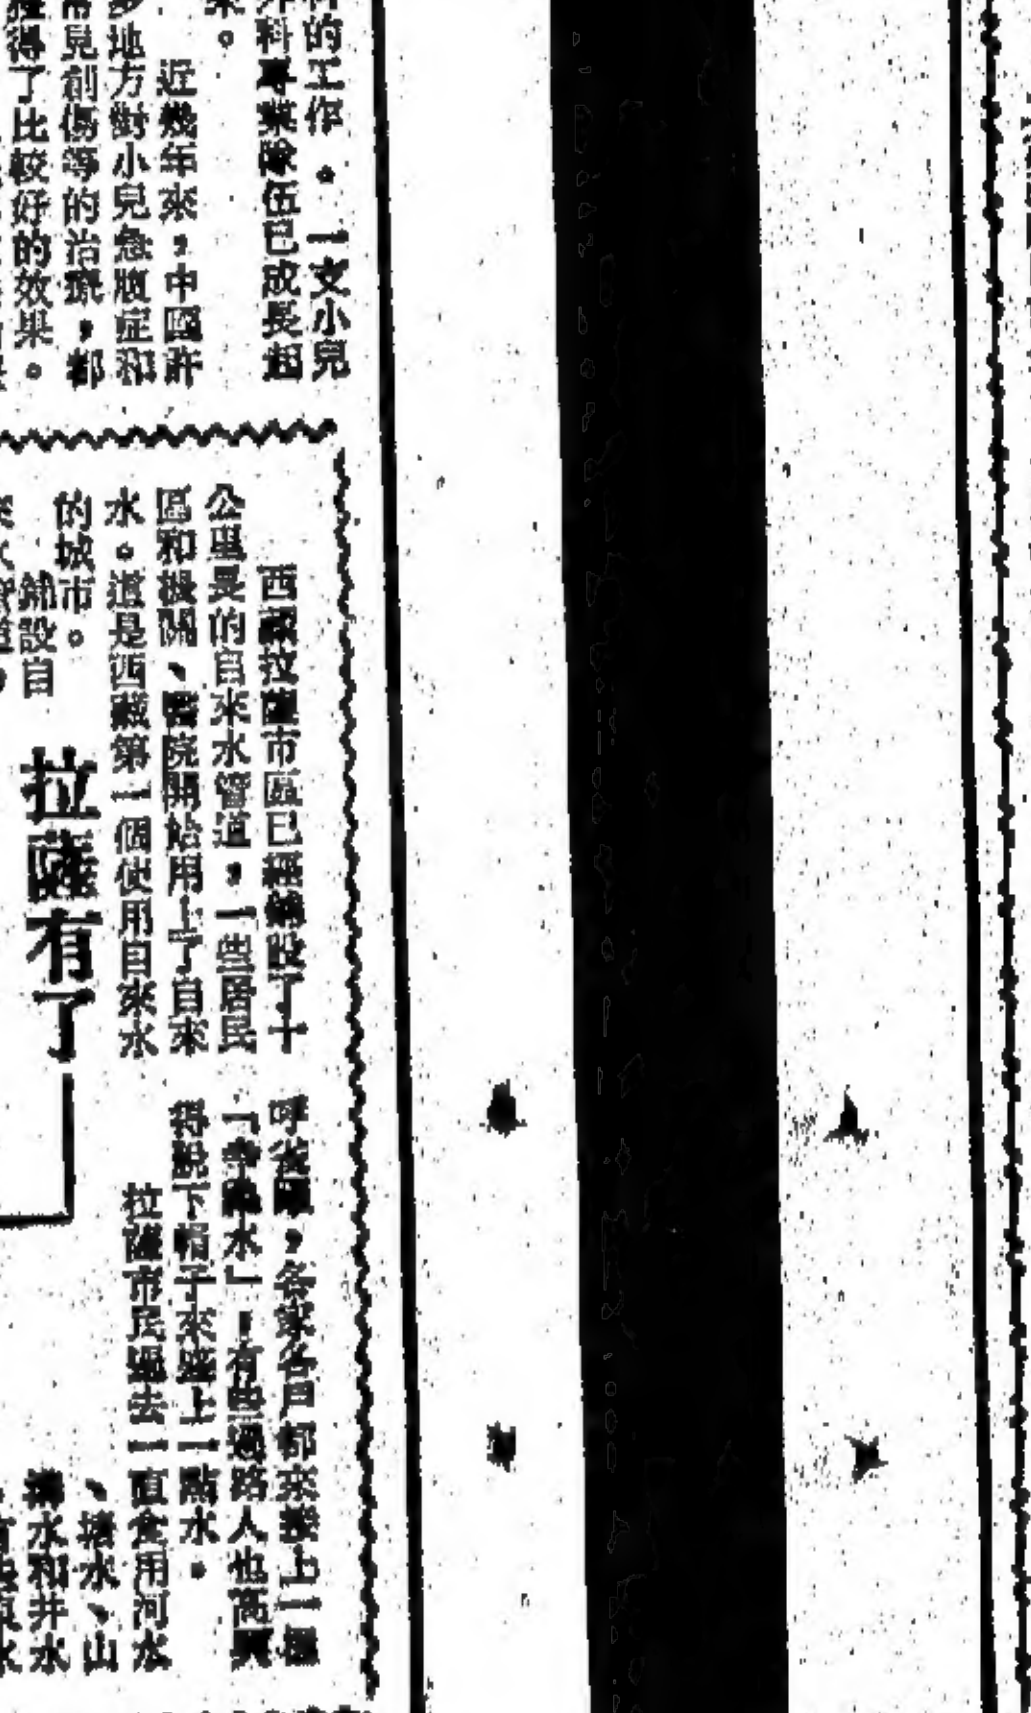 科的工作。一支小兒
外科專業隊伍已成長起
來。
近幾年來，中國許
多地方對小兒急腹症和
常見創傷等的治療，都
獲得了比較好的效果。
西藏拉薩市區已經鋪設了十
公里長的自來水管道，一些居民
區和機關、醫院開始用上了自來
水。這是西藏第一個使用自來水
的城市。
鋪設自
來水管道，
拉薩有了
呼雀躍，各家各戶都來接上一桶
「幸福水」！有些過路人也高興
得脫下帽子來盛上一點水。
拉薩市民過去一直食用河水
、塘水、山
溝水和井水